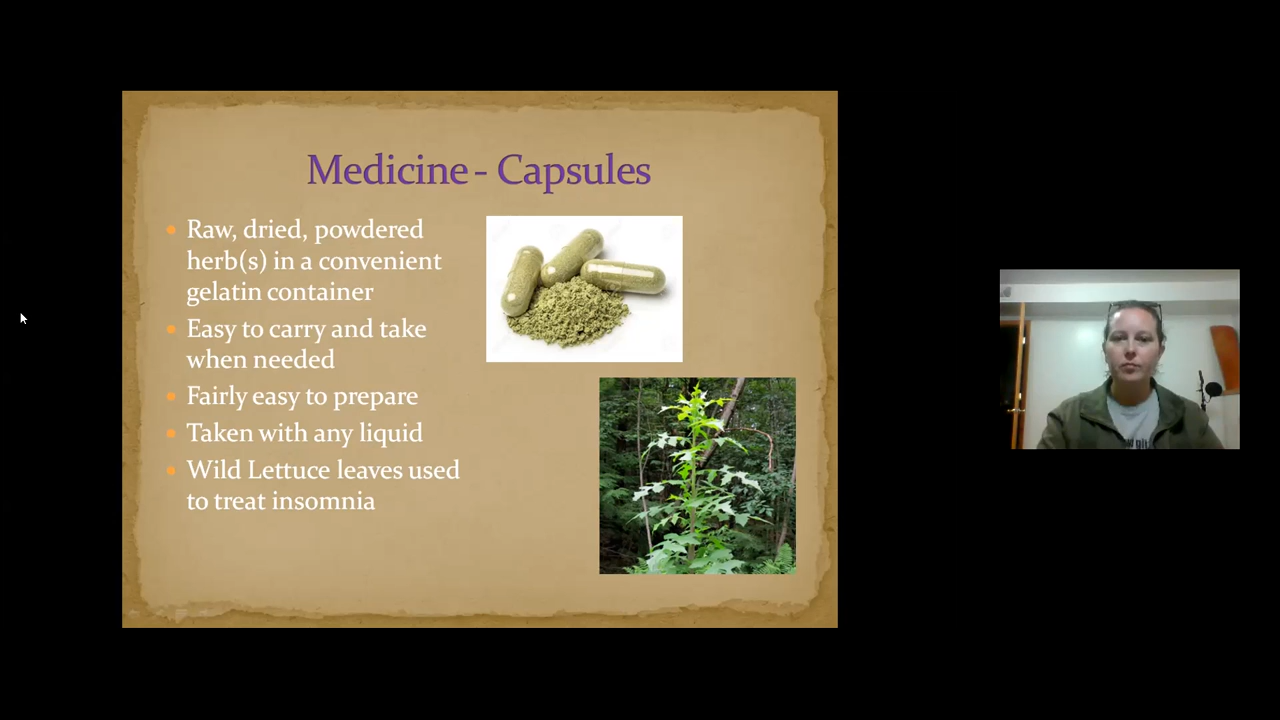 Medicine - Capsules
Raw, dried, powdered
herb(s) in a convenient
gelatin container
Easy to carry and take
when needed
Fairly easy to prepare
Taken with any liquid
Wild Lettuce leaves used
to treat insomnia